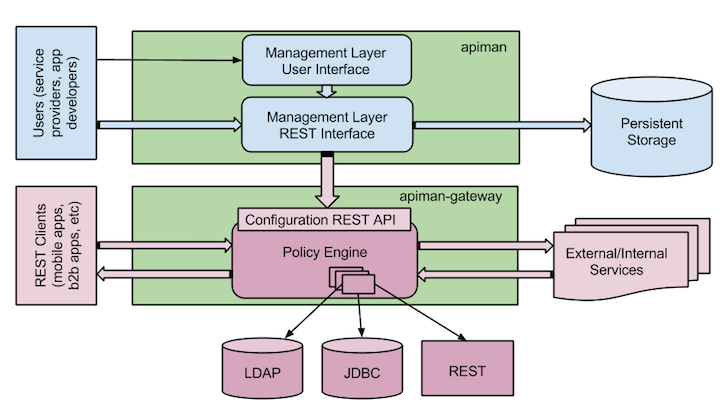 apiman
Management Layer
User Interface
Users (service
providers, app
developers)
Management Layer
REST Interface
Persistent
Storage
apiman-gateway
Configuration REST API
REST Clients
(mobile apps,
b2b apps, etc)
Policy Engine
External/Internal
Services
LDAP
JDBC
REST